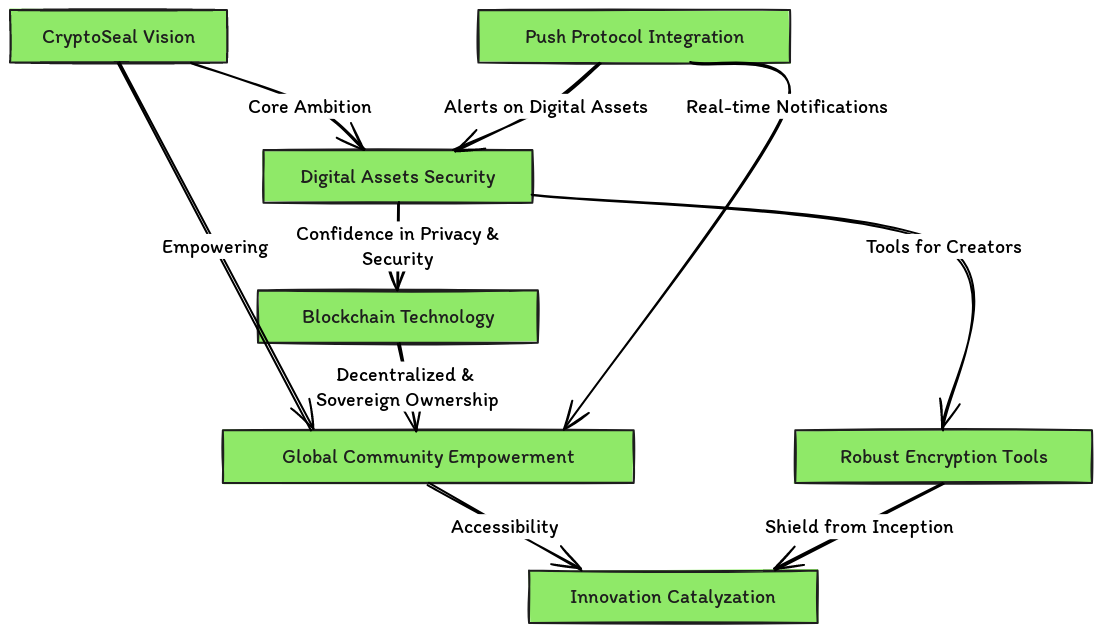 CryptoSeal Vision
Push Protocol Integration
Core Ambition
Alerts on Digital Assets
Real-time Notifications
Digital Assets Security
Empowering
Confidence in Privacy &
Security
Tools for Creators
Blockchain Technology
Decentralized &
Sovereign Ownership
Global Community Empowerment
Robust Encryption Tools
Accessibility
Shield from Inception
Innovation Catalyzation